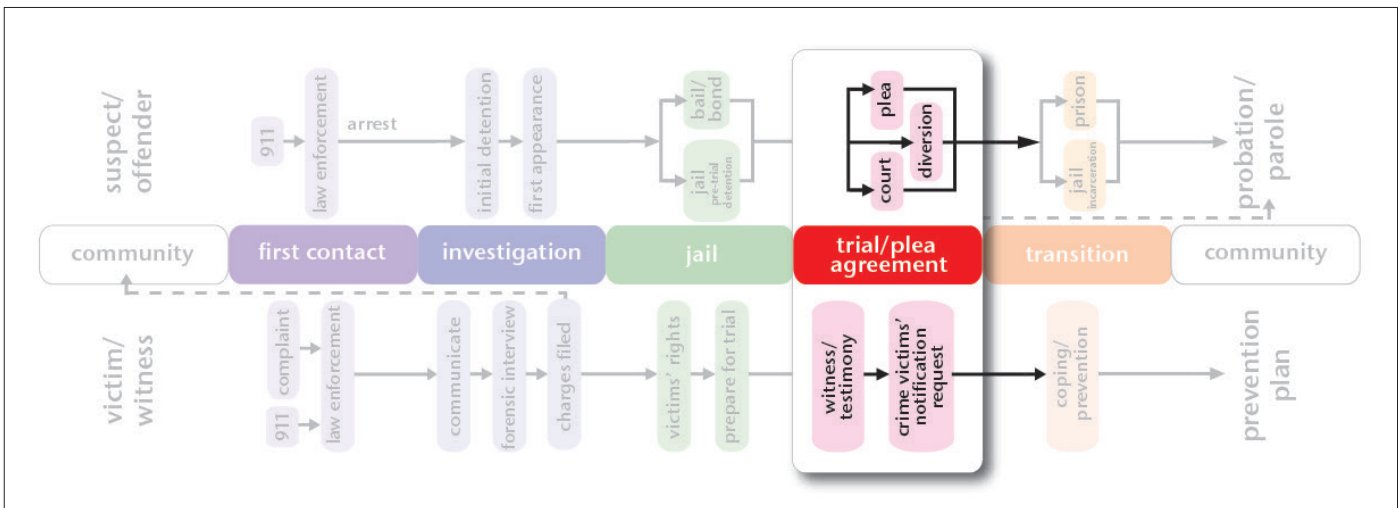 suspect/
offender
911
law enforcement
arrest
initial detention
first appearance
bail/
bond
jail
pre-trial
detention
plea
court
diversion
prison
jail
incarceration
probation/
parole
community
first contact
investigation
jail
trial/plea
agreement
transition
community
victim/
witness
complaint
911
law enforcement
communicate
forensic interview
charges filed
victims' rights
prepare for trial
witness/
testimony
crime victims'
notification
request
coping/
prevention
prevention
plan